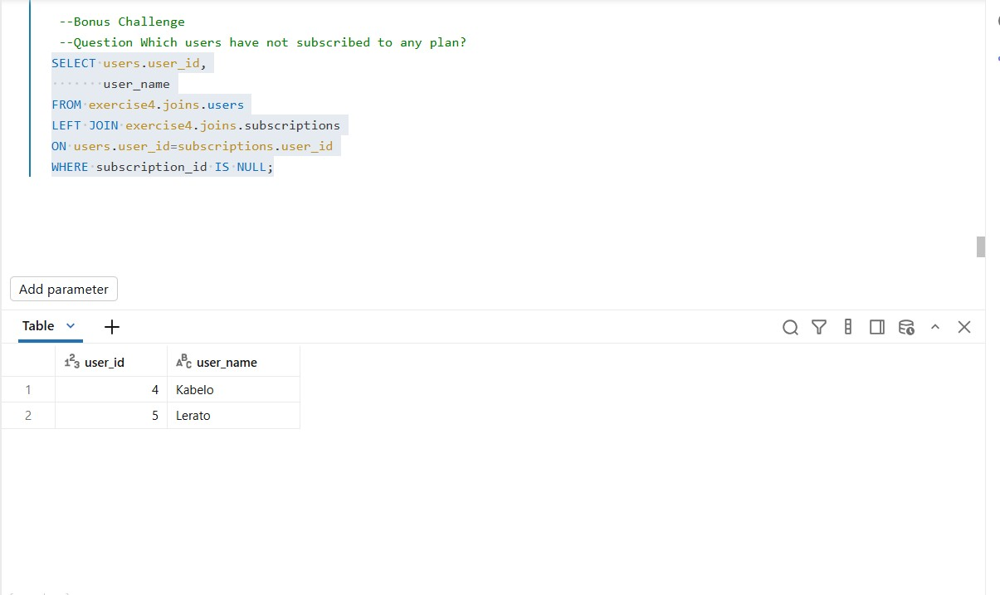 --Bonus Challenge
--Question Which users have not subscribed to any plan?
SELECT users.user_id,
user_name
FROM exercise4.joins.users
LEFT JOIN exercise4.joins.subscriptions
ON users.user_id=subscriptions.user_id
WHERE subscription_id IS NULL;
Add parameter
Table
123 user_id ABC user_name
1 4 Kabelo
2 5 Lerato